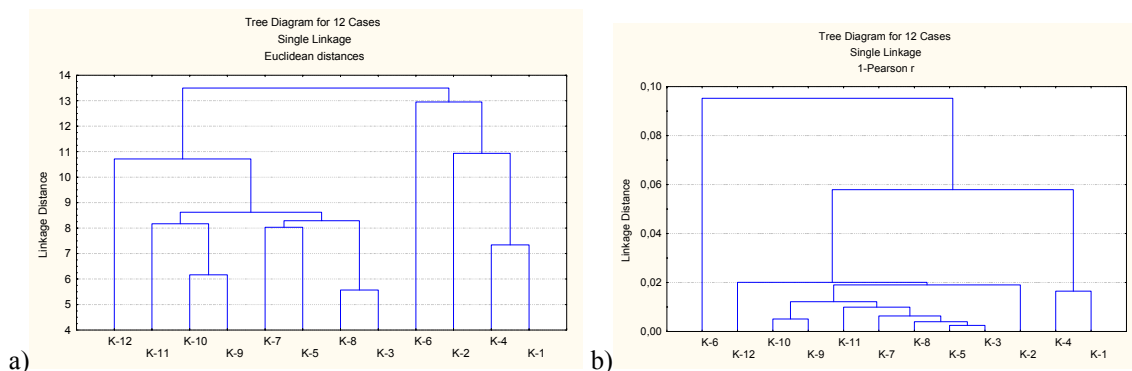 Tree Diagram for 12 Cases
Single Linkage
Euclidean distances
14
13
12
11
10
9
8
7
6
5
4
Linkage Distance
K-12 K-10 K-7 K-8 K-6 K-4
K-11 K-9 K-5 K-3 K-2 K-1
a)
Tree Diagram for 12 Cases
Single Linkage
1-Pearson r
0,10
0,08
0,06
0,04
0,02
0,00
Linkage Distance
K-6 K-10 K-11 K-8 K-3 K-4
K-12 K-9 K-7 K-5 K-2 K-1
b)